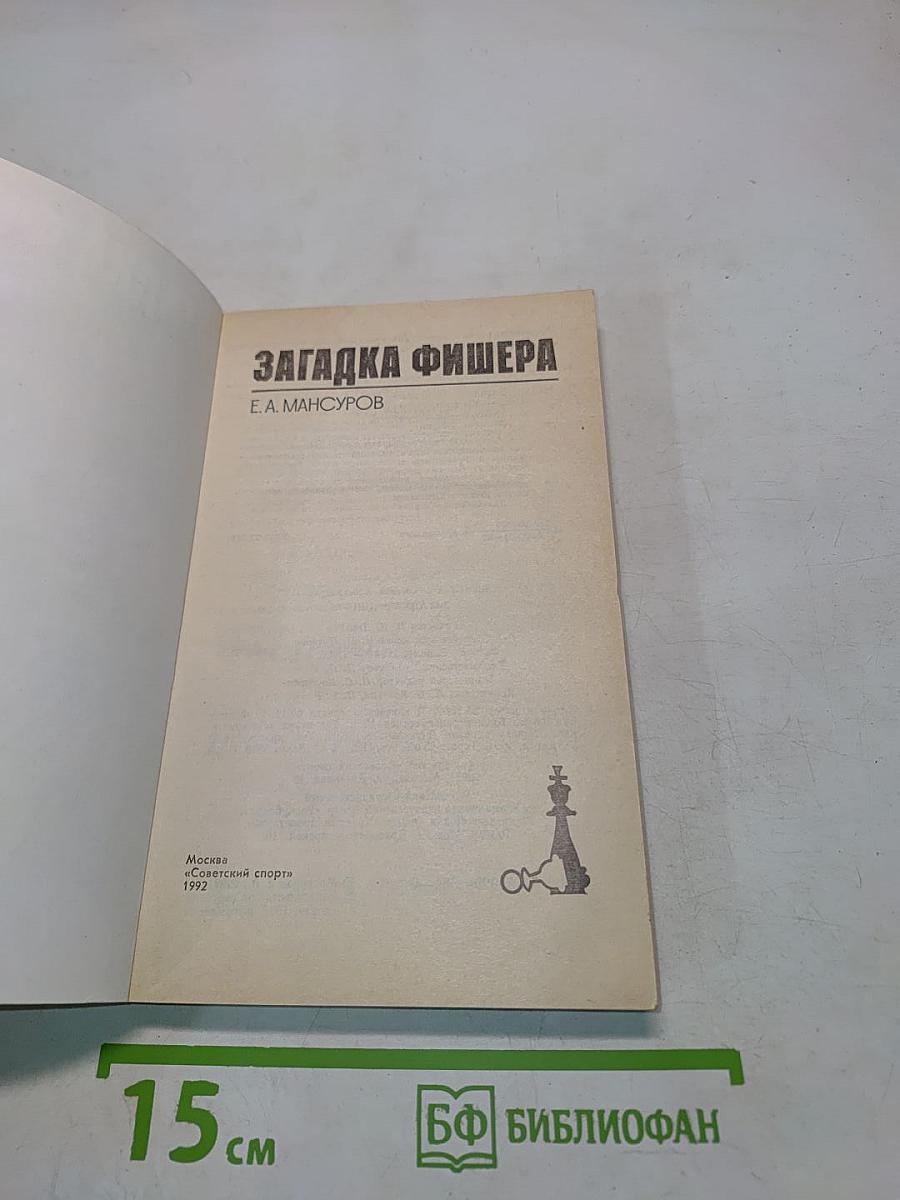 ЗАГАДКА ФИШЕРА
Е. А. МАНСУРОВ
Москва
«Советский спорт»
1992
15 см
БФ БИБЛИОФАН